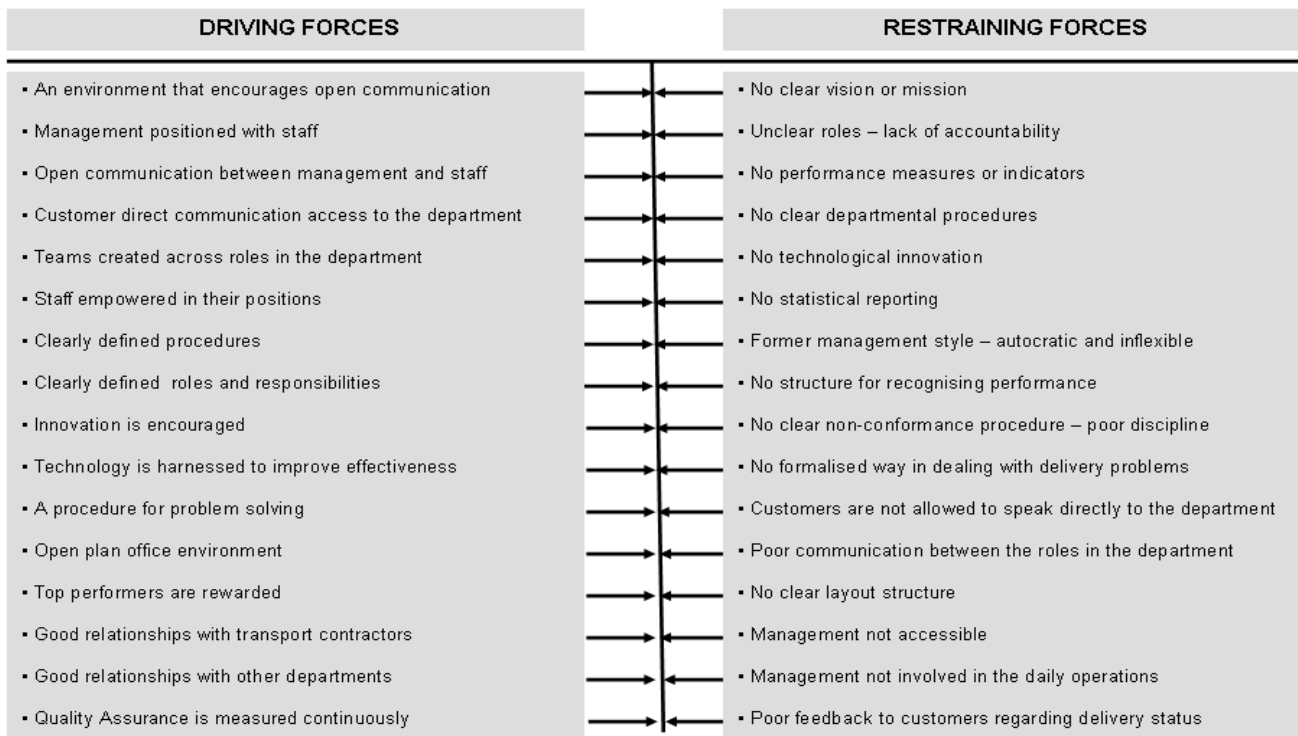 DRIVING FORCES
RESTRAINING FORCES
▪ An environment that encourages open communication
▪ Management positioned with staff
▪ Open communication between management and staff
▪ Customer direct communication access to the department
▪ Teams created across roles in the department
▪ Staff empowered in their positions
▪ Clearly defined procedures
▪ Clearly defined roles and responsibilities
▪ Innovation is encouraged
▪ Technology is harnessed to improve effectiveness
▪ A procedure for problem solving
▪ Open plan office environment
▪ Top performers are rewarded
▪ Good relationships with transport contractors
▪ Good relationships with other departments
▪ Quality Assurance is measured continuously
▪ No clear vision or mission
▪ Unclear roles – lack of accountability
▪ No performance measures or indicators
▪ No clear departmental procedures
▪ No technological innovation
▪ No statistical reporting
▪ Former management style – autocratic and inflexible
▪ No structure for recognising performance
▪ No clear non-conformance procedure – poor discipline
▪ No formalised way in dealing with delivery problems
▪ Customers are not allowed to speak directly to the department
▪ Poor communication between the roles in the department
▪ No clear layout structure
▪ Management not accessible
▪ Management not involved in the daily operations
▪ Poor feedback to customers regarding delivery status